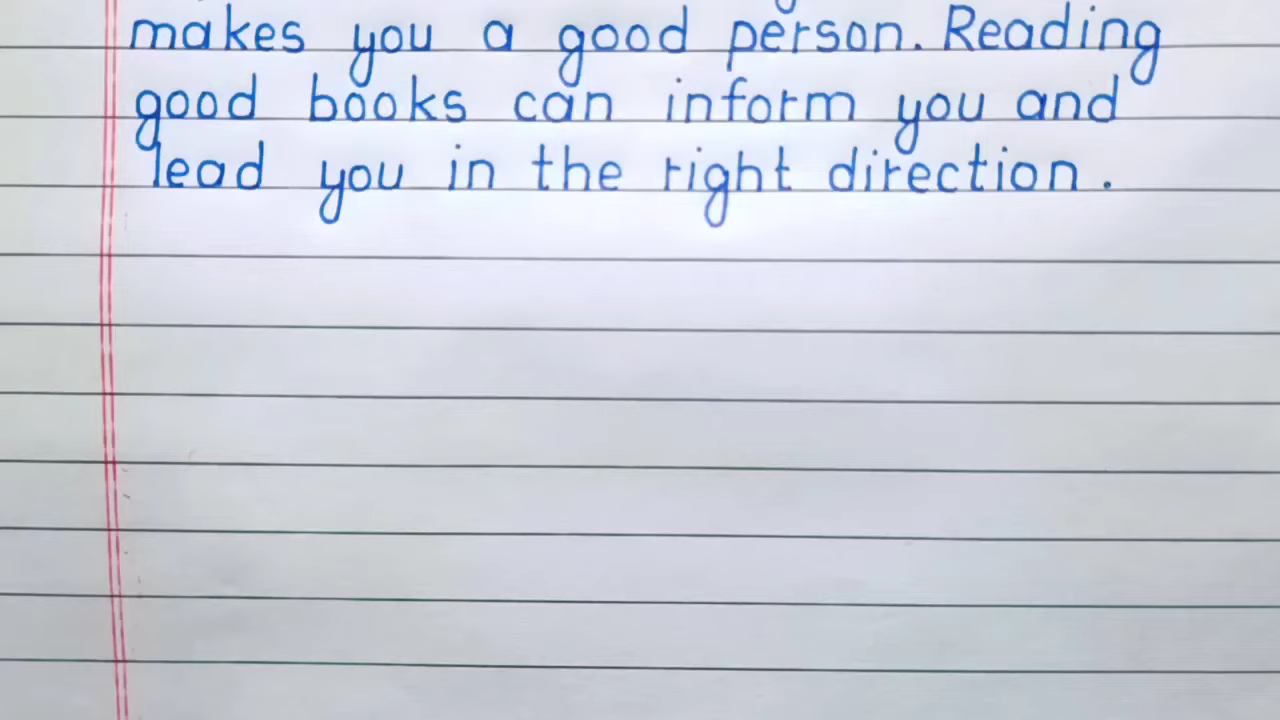 makes you a good person. Reading
good books can inform you and
lead you in the right direction.